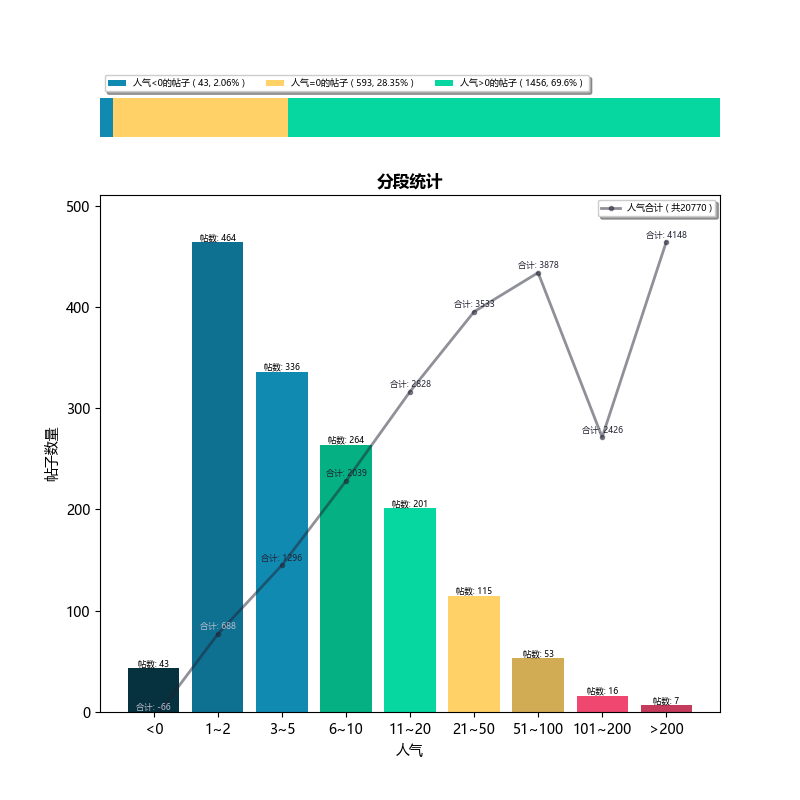 人气<0的帖子 ( 43, 2.06% ) 人气=0的帖子 ( 593, 28.35% ) 人气>0的帖子 ( 1456, 69.6% )
分段统计
人气合计 ( 共20770 )
500
400
300
200
100
0
帖子数量
帖数: 43
帖数: 464
帖数: 336
帖数: 264
帖数: 201
帖数: 115
帖数: 53
帖数: 16
帖数: 7
合计: -66
合计: 688
合计: 1296
合计: 2039
合计: 2828
合计: 3533
合计: 3878
合计: 2426
合计: 4148
<0 1~2 3~5 6~10 11~20 21~50 51~100 101~200 >200
人气